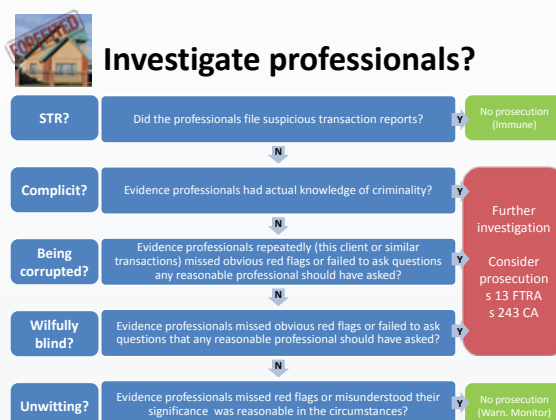 FORFEITED
Investigate professionals?
STR?
Did the professionals file suspicious transaction reports?
Y
No prosecution
(Immune)
N
Complicit?
Evidence professionals had actual knowledge of criminality?
Y
Further
investigation
Consider
prosecution
s 13 FTRA
s 243 CA
N
Being
corrupted?
Evidence professionals repeatedly (this client or similar
transactions) missed obvious red flags or failed to ask questions
any reasonable professional should have asked?
Y
N
Wilfully
blind?
Evidence professionals missed obvious red flags or failed to ask
questions that any reasonable professional should have asked?
Y
N
Unwitting?
Evidence professionals missed red flags or misunderstood their
significance was reasonable in the circumstances?
Y
No prosecution
(Warn. Monitor)